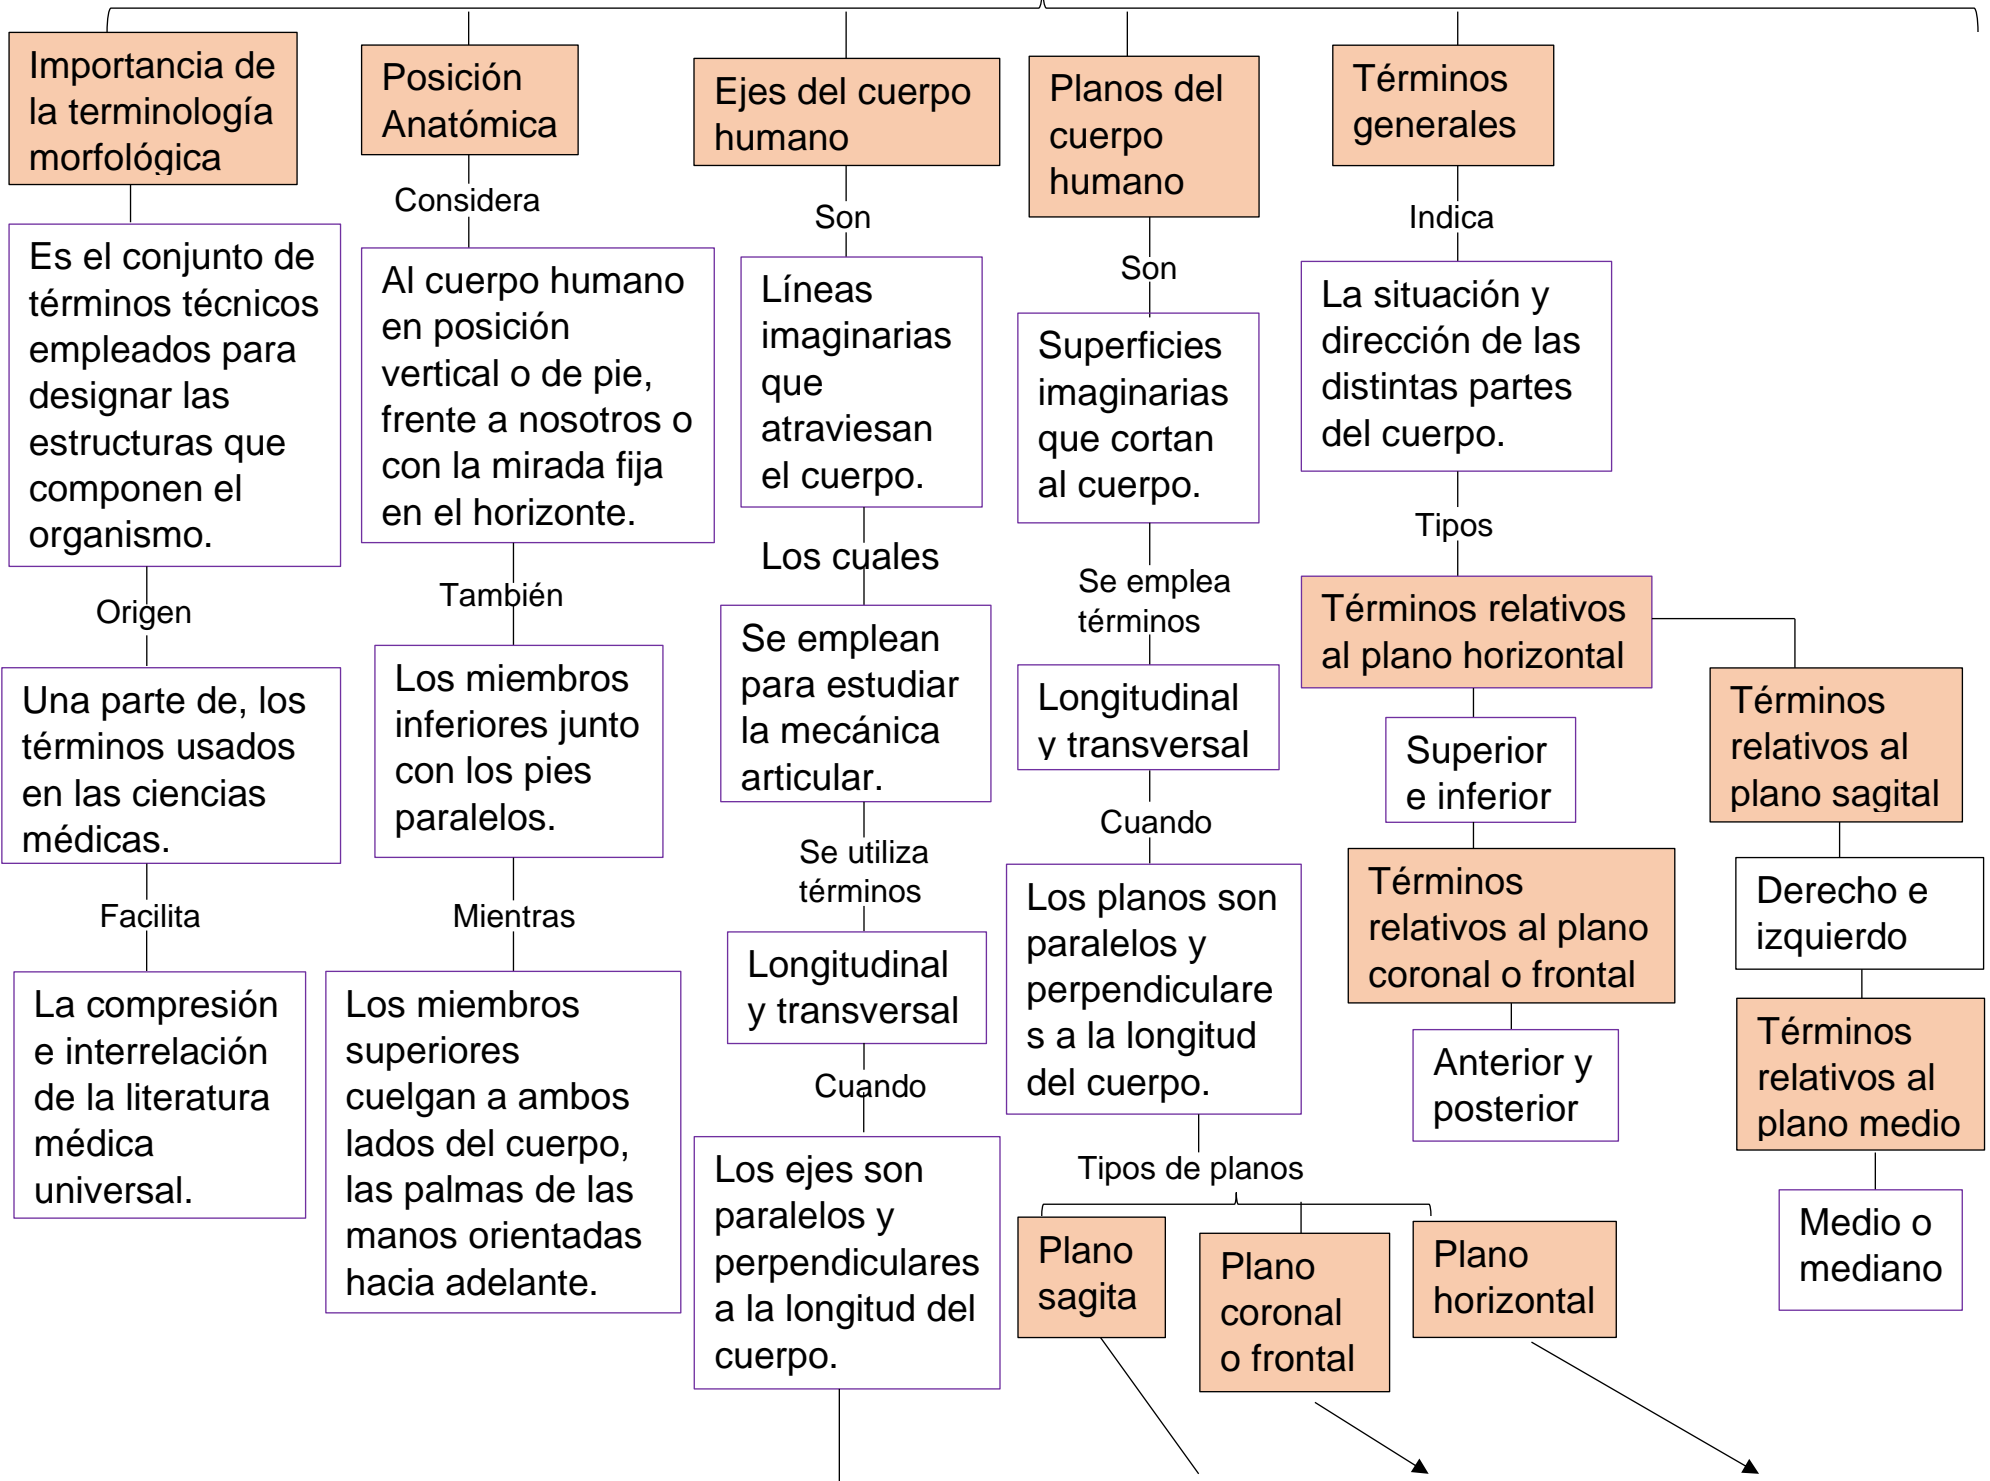 Importancia de
la terminología
morfológica
Es el conjunto de
términos técnicos
empleados para
designar las
estructuras que
componen el
organismo.
Origen
Una parte de, los
términos usados
en las ciencias
médicas.
Facilita
La compresión
e interrelación
de la literatura
médica
universal.
Posición
Anatómica
Considera
Al cuerpo humano
en posición
vertical o de pie,
frente a nosotros o
con la mirada fija
en el horizonte.
También
Los miembros
inferiores junto
con los pies
paralelos.
Mientras
Los miembros
superiores
cuelgan a ambos
lados del cuerpo,
las palmas de las
manos orientadas
hacia adelante.
Ejes del cuerpo
humano
Son
Líneas
imaginarias
que
atraviesan
el cuerpo.
Los cuales
Se emplean
para estudiar
la mecánica
articular.
Se utiliza
términos
Longitudinal
y transversal
Cuando
Los ejes son
paralelos y
perpendiculares
a la longitud del
cuerpo.
Planos del
cuerpo
humano
Son
Superficies
imaginarias
que cortan
al cuerpo.
Se emplea
términos
Longitudinal
y transversal
Cuando
Los planos son
paralelos y
perpendiculare
s a la longitud
del cuerpo.
Tipos de planos
Plano
sagita
Plano
coronal
o frontal
Plano
horizontal
Términos
generales
Indica
La situación y
dirección de las
distintas partes
del cuerpo.
Tipos
Términos relativos
al plano horizontal
Superior
e inferior
Términos
relativos al plano
coronal o frontal
Anterior y
posterior
Términos
relativos al
plano sagital
Derecho e
izquierdo
Términos
relativos al
plano medio
Medio o
mediano